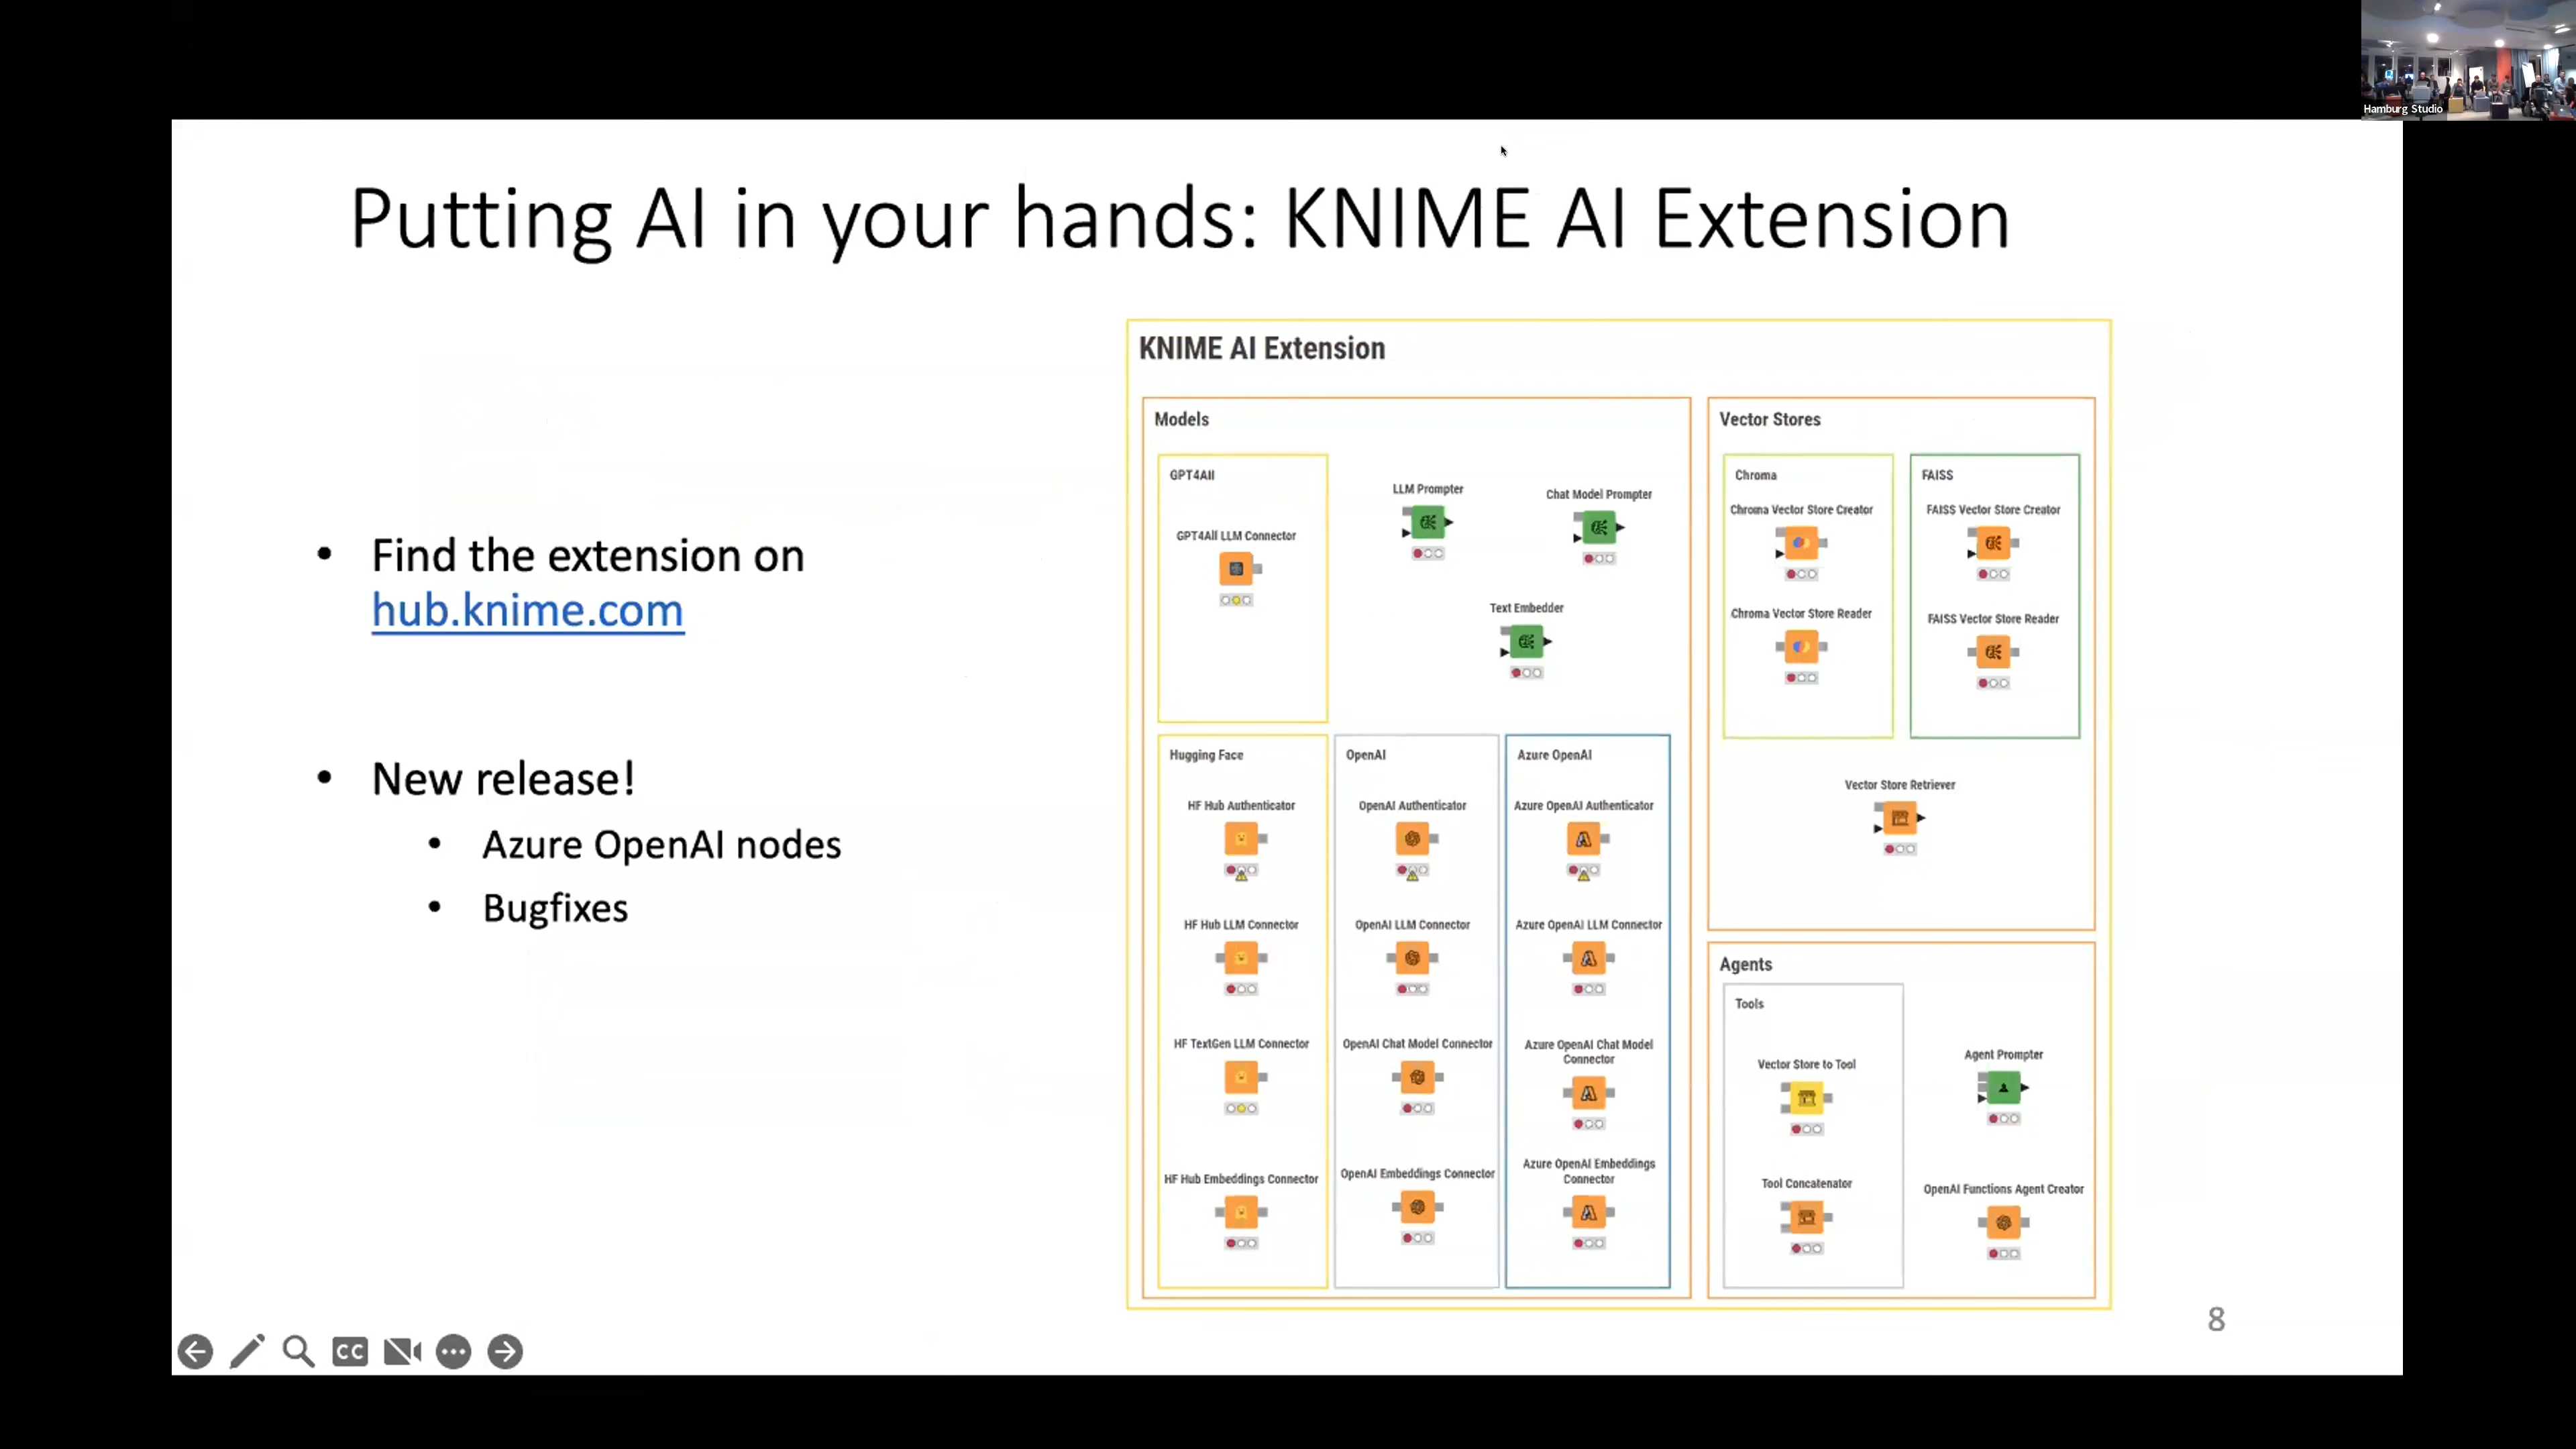 Hamburg Studio
Putting AI in your hands: KNIME AI Extension
• Find the extension on
hub.knime.com
• New release!
• Azure OpenAI nodes
• Bugfixes
KNIME AI Extension
Models
GPT4All
GPT4All LLM Connector
LLM Prompter
Chat Model Prompter
Text Embedder
Hugging Face
HF Hub Authenticator
HF Hub LLM Connector
HF TextGen LLM Connector
HF Hub Embeddings Connector
OpenAI
OpenAI Authenticator
OpenAI LLM Connector
OpenAI Chat Model Connector
OpenAI Embeddings Connector
Azure OpenAI
Azure OpenAI Authenticator
Azure OpenAI LLM Connector
Azure OpenAI Chat Model
Connector
Azure OpenAI Embeddings
Connector
Vector Stores
Chroma
Chroma Vector Store Creator
Chroma Vector Store Reader
FAISS
FAISS Vector Store Creator
FAISS Vector Store Reader
Vector Store Retriever
Agents
Tools
Vector Store to Tool
Tool Concatenator
Agent Prompter
OpenAI Functions Agent Creator
8
CC